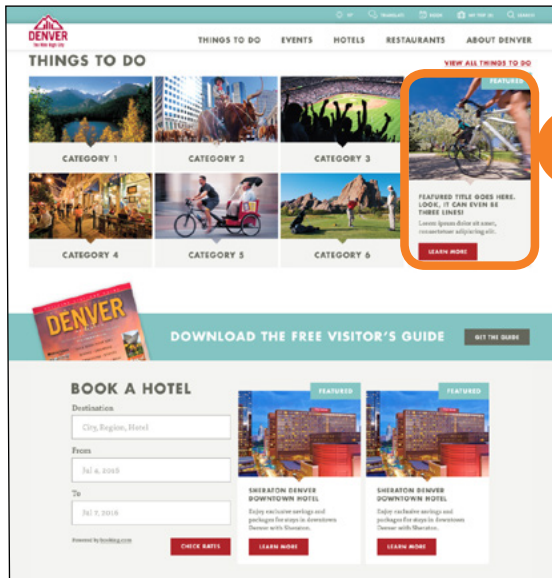 TRANSLATE
SEARCH
DENVER
The Mile High City
THINGS TO DO EVENTS HOTELS RESTAURANTS ABOUT DENVER
THINGS TO DO
VIEW ALL THINGS TO DO
FEATURED
CATEGORY 1
CATEGORY 2
CATEGORY 3
FEATURED TITLE GOES HERE.
LOOK, IT CAN EVEN BE
THREE LINES!
Lorem ipsum dolor sit amet,
consectetuer adipiscing elit.
LEARN MORE
CATEGORY 4
CATEGORY 5
CATEGORY 6
DENVER
DOWNLOAD THE FREE VISITOR'S GUIDE
GET THE GUIDE
BOOK A HOTEL
Destination
City, Region, Hotel
From
Jul 4, 2016
To
Jul 7, 2016
Powered by booking.com
CHECK RATES
FEATURED
SHERATON DENVER
DOWNTOWN HOTEL
Enjoy exclusive savings and
packages for stays in downtown
Denver with Sheraton.
LEARN MORE
FEATURED
SHERATON DENVER
DOWNTOWN HOTEL
Enjoy exclusive savings and
packages for stays in downtown
Denver with Sheraton.
LEARN MORE